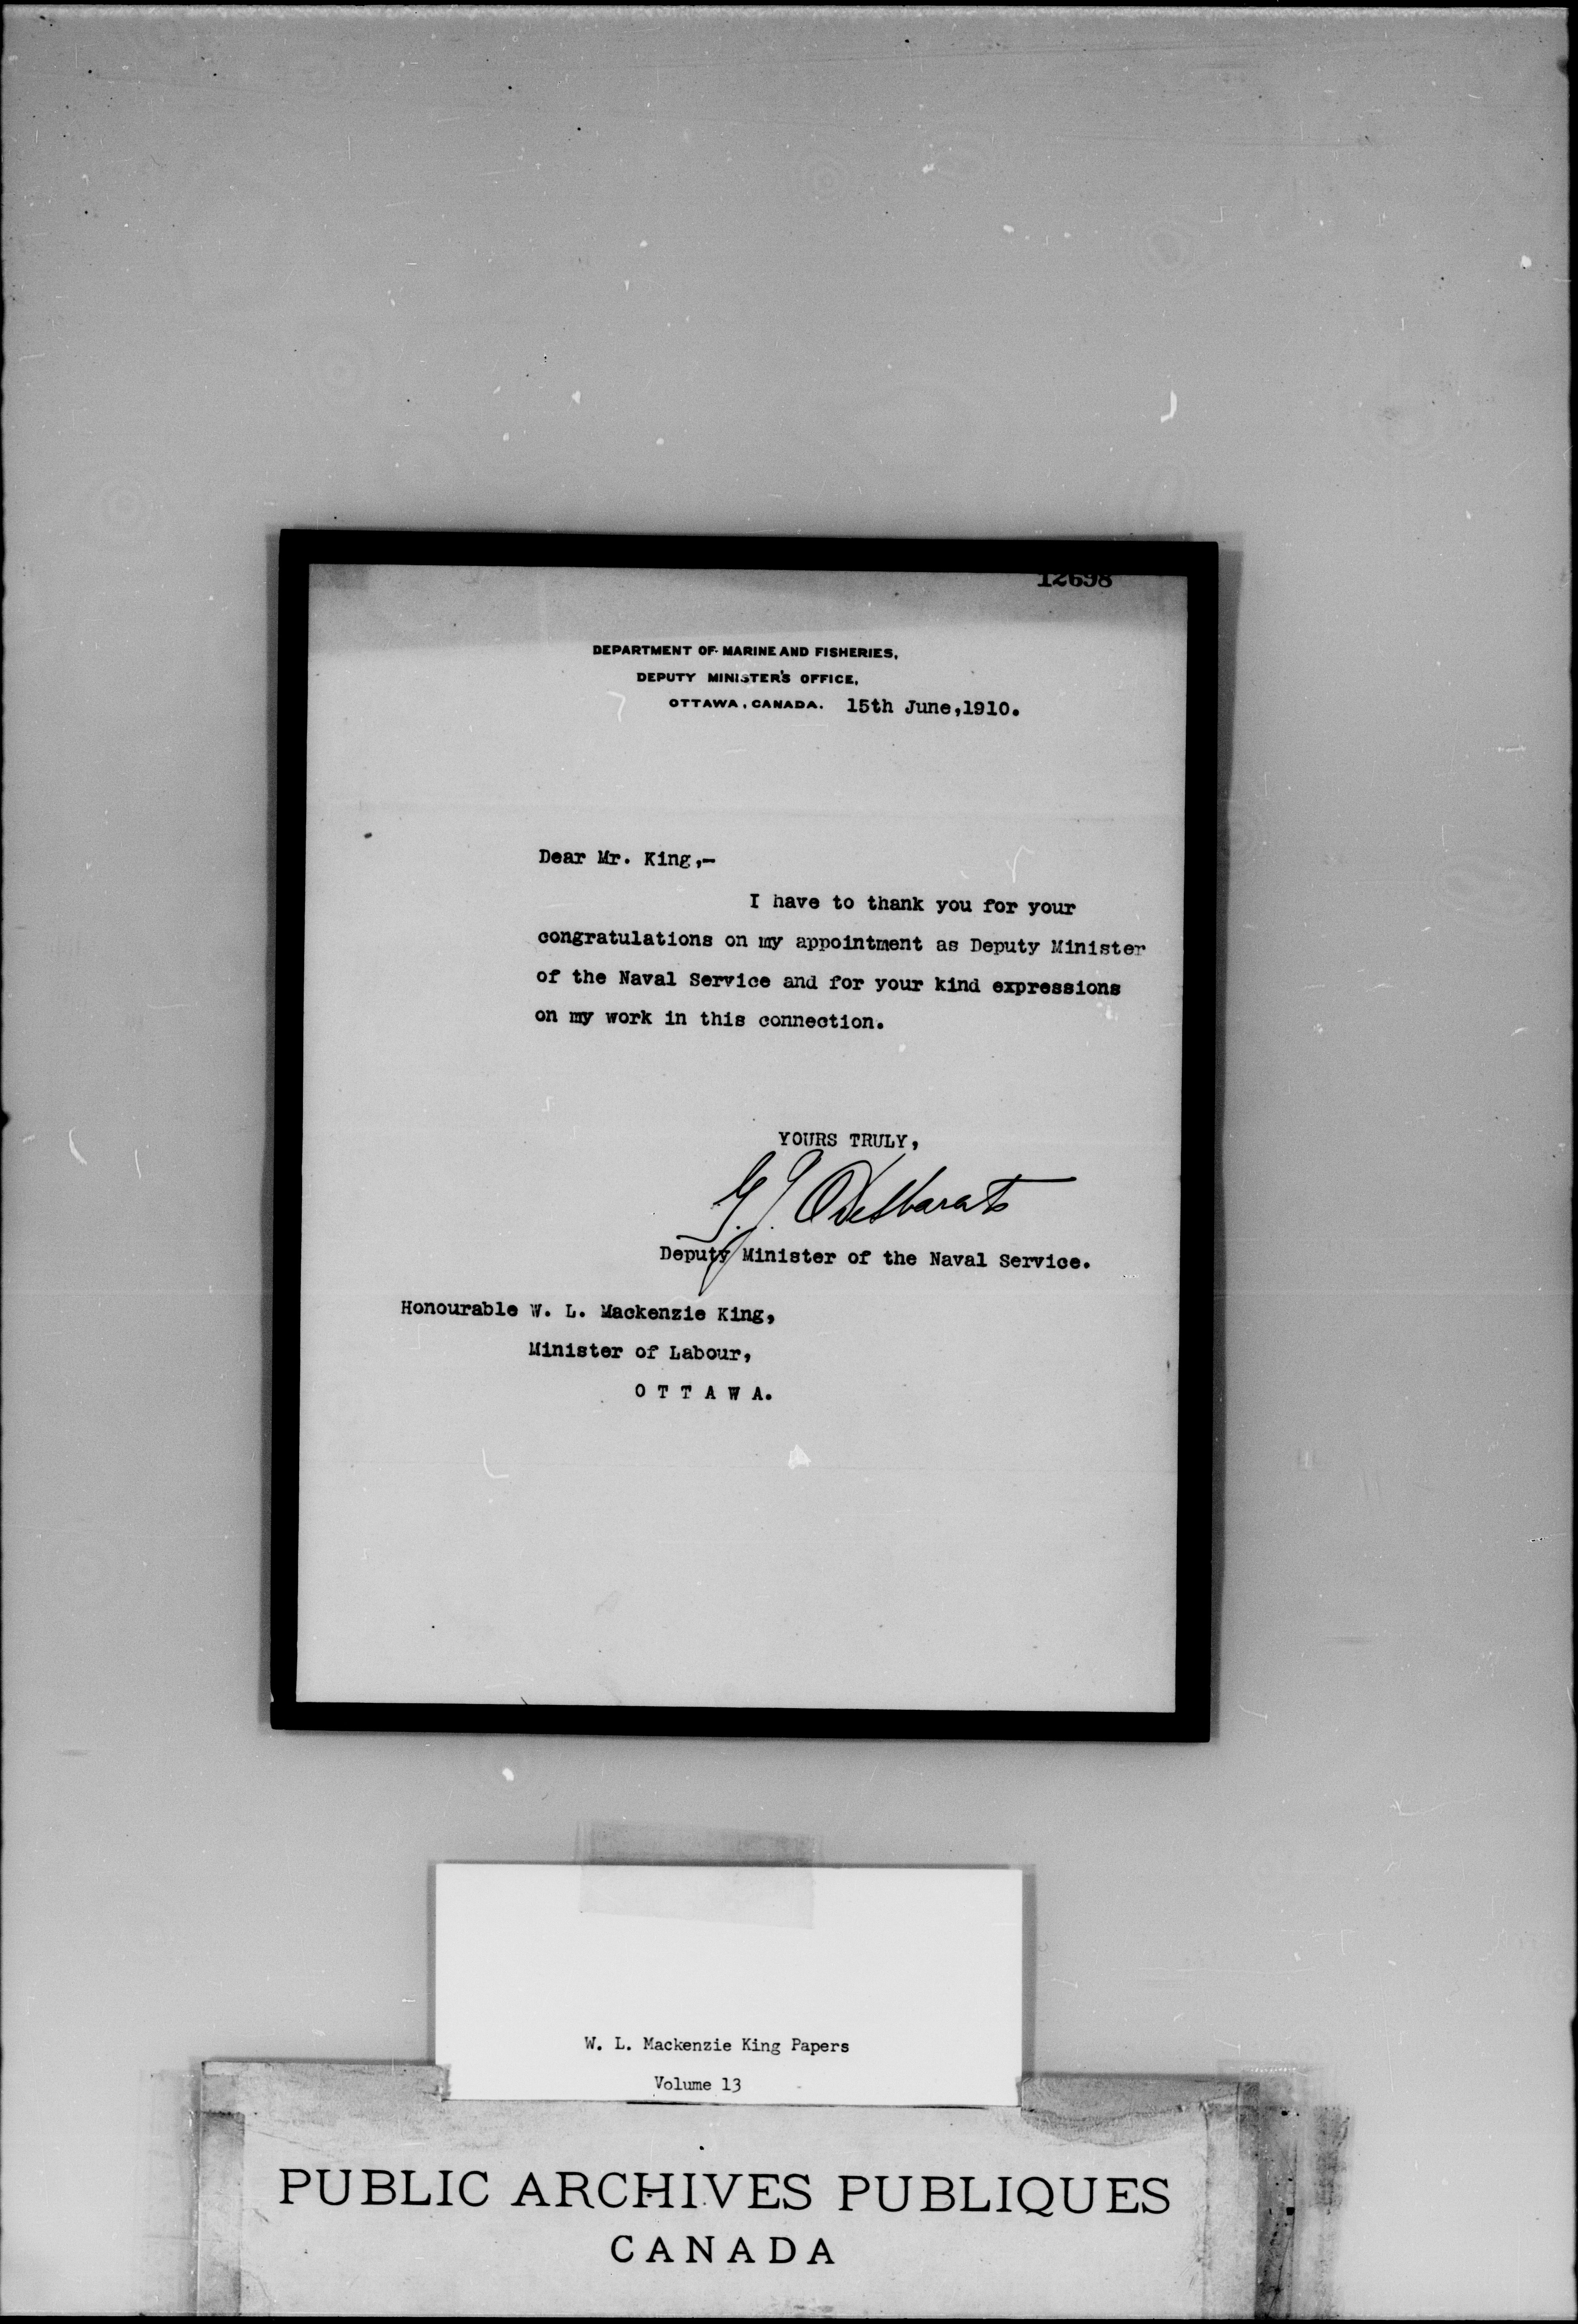 12698
DEPARTMENT OF MARINE AND FISHERIES,
DEPUTY MINISTER'S OFFICE,
OTTAWA, CANADA. 15th June, 1910.
Dear Mr. King,-
I have to thank you for your
congratulations on my appointment as Deputy Minister
of the Naval Service and for your kind expressions
on my work in this connection.
YOURS TRULY,
G. J. Desbarats
Deputy Minister of the Naval Service.
Honourable W. L. Mackenzie King,
Minister of Labour,
O T T A W A.
W. L. Mackenzie King Papers
Volume 13
PUBLIC ARCHIVES PUBLIQUES
CANADA